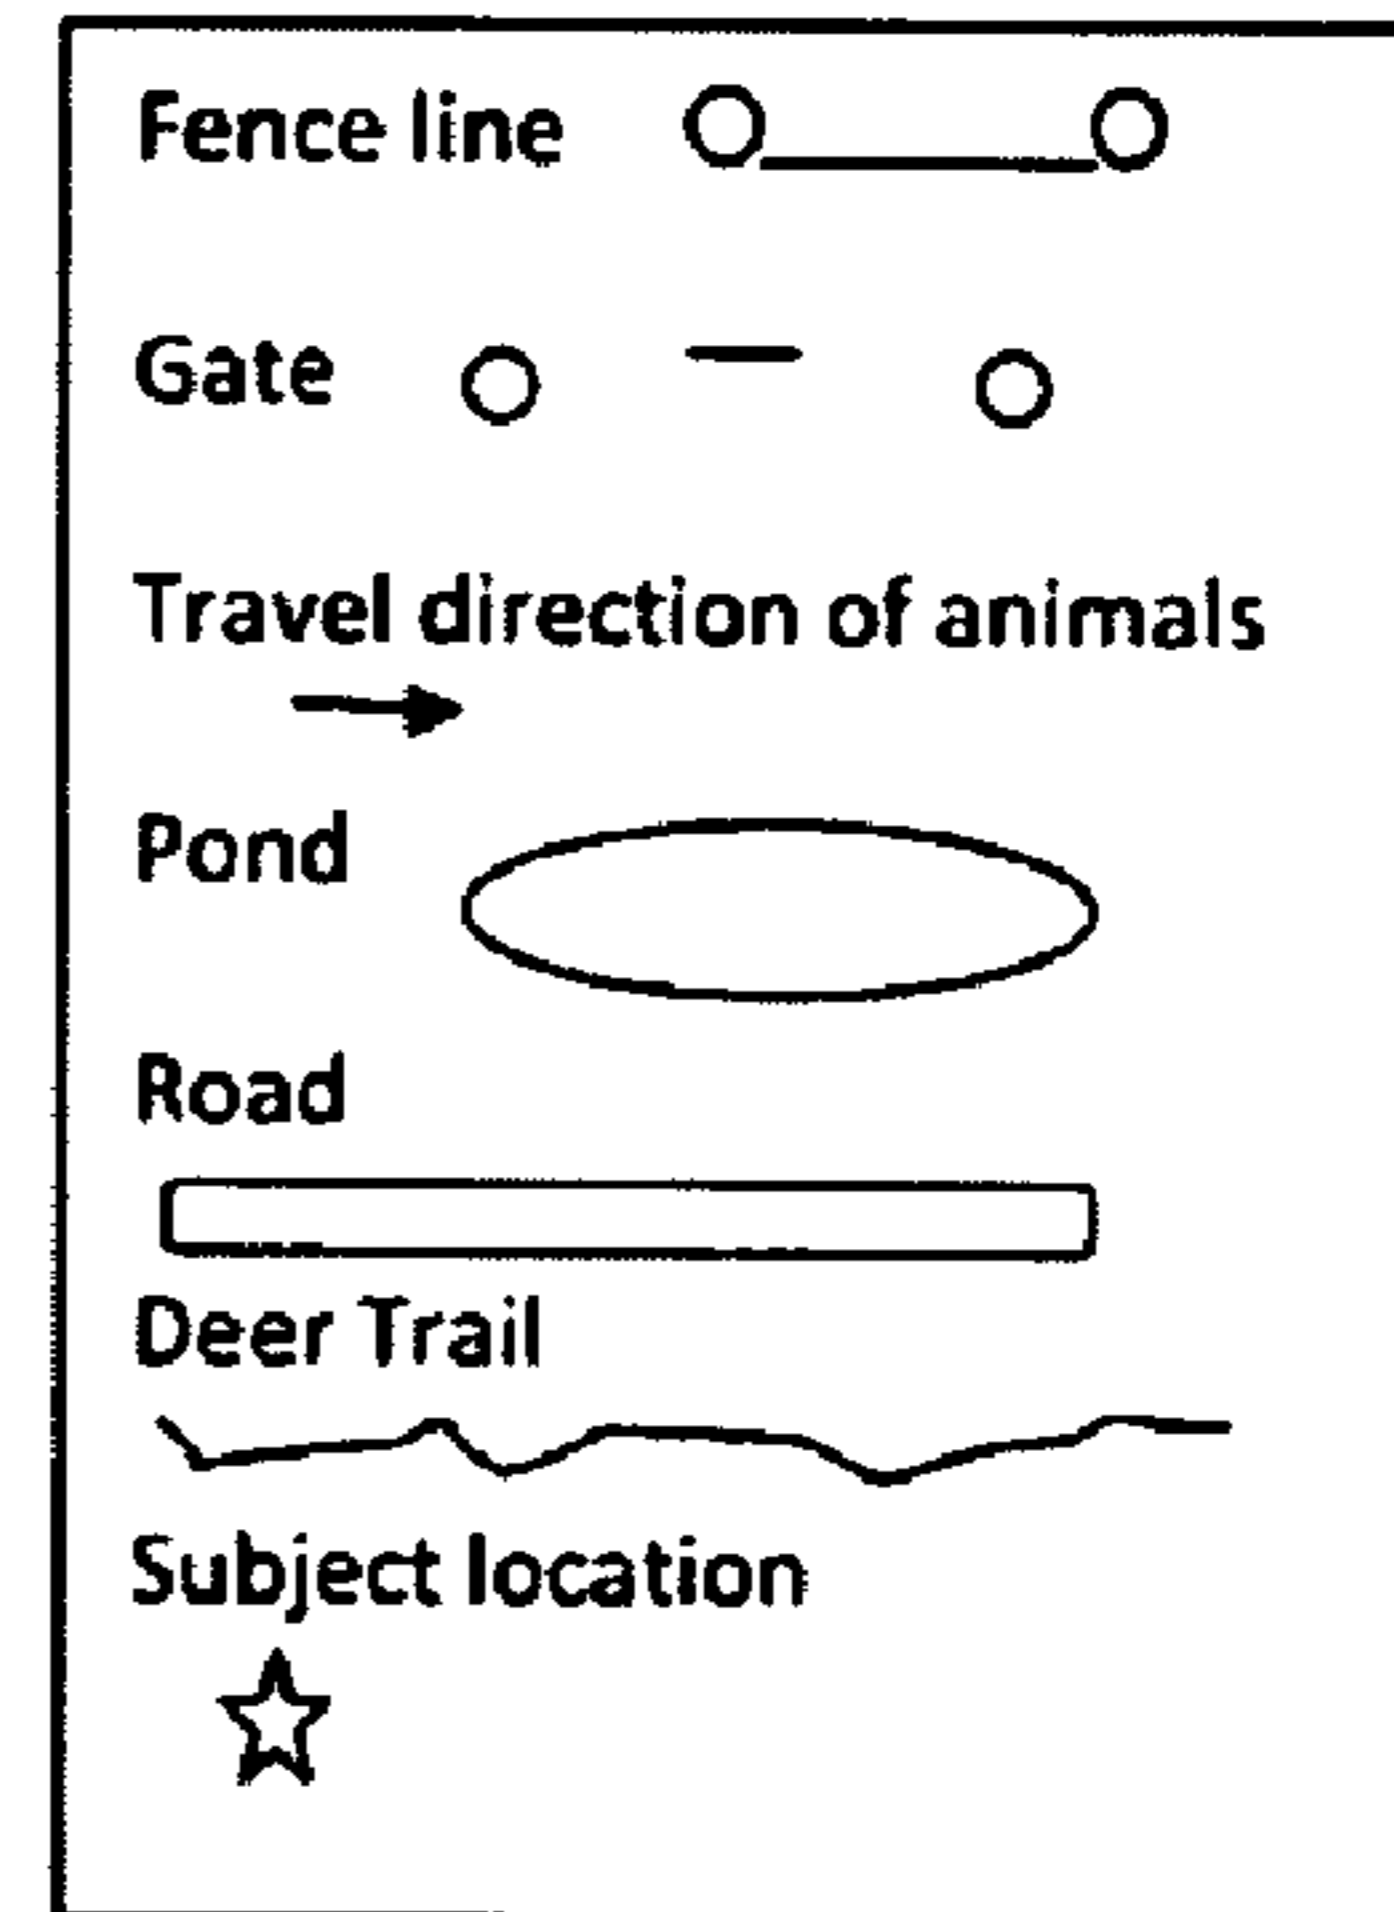 Fence line
Gate
Travel direction of animals
Pond
Road
Deer Trail
Subject location